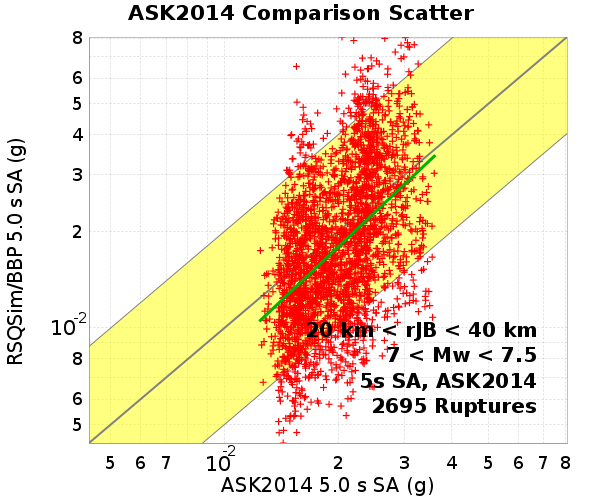 ASK2014 Comparison Scatter
RSQSim/BBP 5.0 s SA (g)
8
6
5
4
3
2
10-2
8
6
5
20 km < rJB < 40 km
7 < Mw < 7.5
5s SA, ASK2014
2695 Ruptures
5 6 7 10-2 2 3 4 5 6 7 8
ASK2014 5.0 s SA (g)